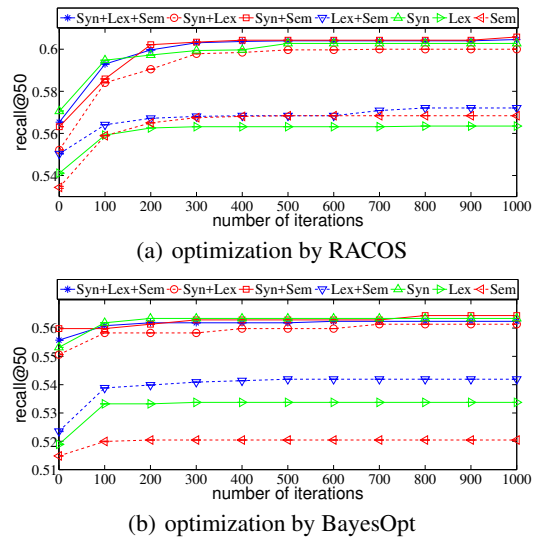 Syn+Lex+Sem Syn+Lex Syn+Sem Lex+Sem Syn Lex Sem
0.60
0.58
0.56
0.54
recall@50
0 100 200 300 400 500 600 700 800 900 1000
number of iterations
(a) optimization by RACOS
Syn+Lex+Sem Syn+Lex Syn+Sem Lex+Sem Syn Lex Sem
0.56
0.55
0.54
0.53
0.52
0.51
recall@50
0 100 200 300 400 500 600 700 800 900 1000
number of iterations
(b) optimization by BayesOpt